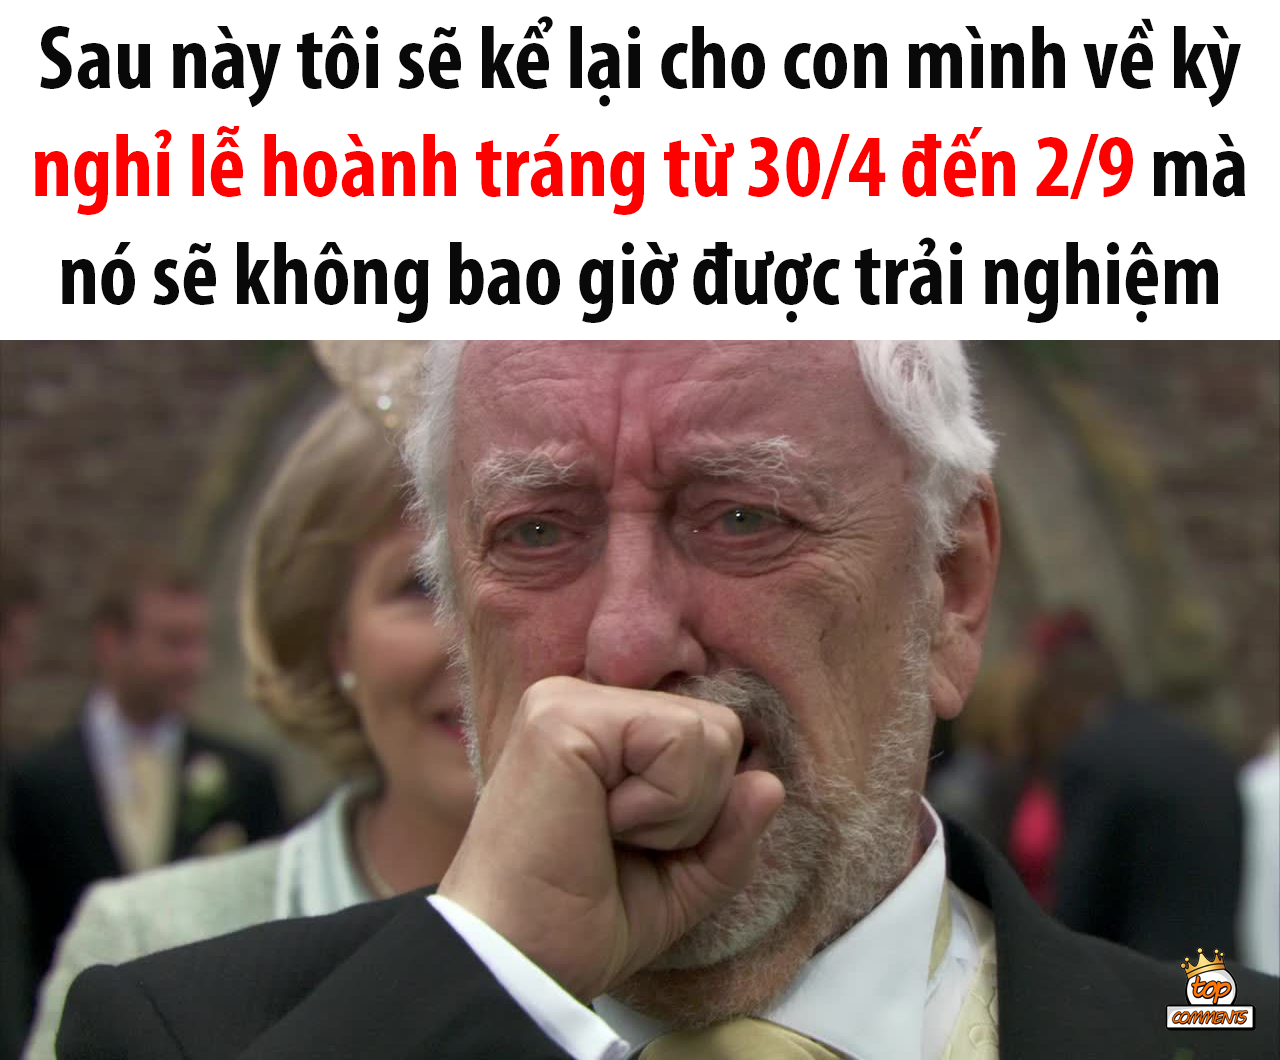 Sau này tôi sẽ kể lại cho con mình về kỳ
nghỉ lễ hoành tráng từ 30/4 đến 2/9 mà
nó sẽ không bao giờ được trải nghiệm
top
COMMENTS